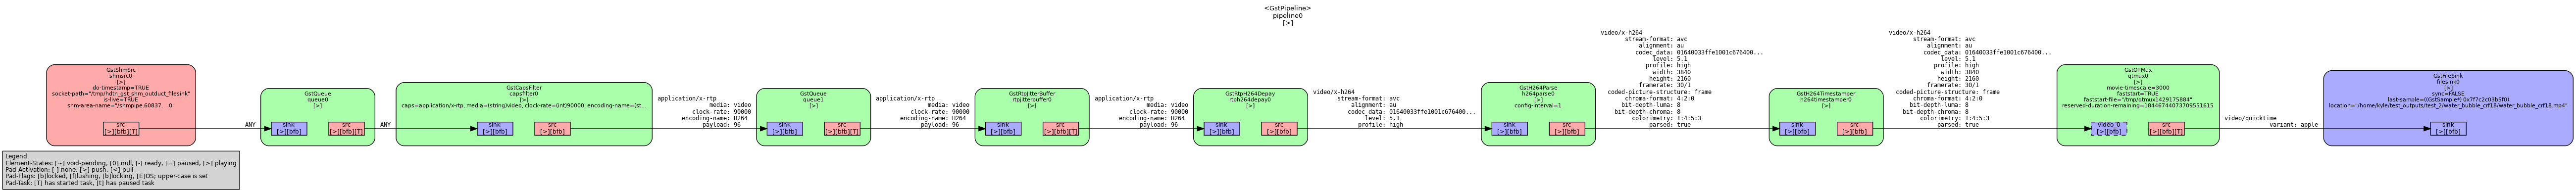 <GstPipeline>
pipeline0
[>]
GstShmSrc
shmsrc0
[>]
do-timestamp=TRUE
socket-path="/tmp/hdtn_gst_shm_outduct_filesink"
is-live=TRUE
shm-area-name="/shmpipe.60837.    0"
src
[>][bfb][T]
ANY
GstQueue
queue0
[>]
sink
[>][bfb]
src
[>][bfb][T]
ANY
GstCapsFilter
capsfilter0
[>]
caps=application/x-rtp, media=(string)video, clock-rate=(int)90000, encoding-name=(st...
sink
[>][bfb]
src
[>][bfb]
application/x-rtp
media: video
clock-rate: 90000
encoding-name: H264
payload: 96
GstQueue
queue1
[>]
sink
[>][bfb]
src
[>][bfb][T]
application/x-rtp
media: video
clock-rate: 90000
encoding-name: H264
payload: 96
GstRtpJitterBuffer
rtpjitterbuffer0
[>]
sink
[>][bfb]
src
[>][bfb][T]
application/x-rtp
media: video
clock-rate: 90000
encoding-name: H264
payload: 96
GstRtpH264Depay
rtph264depay0
[>]
sink
[>][bfb]
src
[>][bfb]
video/x-h264
stream-format: avc
alignment: au
codec_data: 01640033ffe1001c676400...
level: 5.1
profile: high
GstH264Parse
h264parse0
[>]
config-interval=1
sink
[>][bfb]
src
[>][bfb]
video/x-h264
stream-format: avc
alignment: au
codec_data: 01640033ffe1001c676400...
level: 5.1
profile: high
width: 3840
height: 2160
framerate: 30/1
coded-picture-structure: frame
chroma-format: 4:2:0
bit-depth-luma: 8
bit-depth-chroma: 8
colorimetry: 1:4:5:3
parsed: true
GstH264Timestamper
h264timestamper0
[>]
sink
[>][bfb]
src
[>][bfb]
video/x-h264
stream-format: avc
alignment: au
codec_data: 01640033ffe1001c676400...
level: 5.1
profile: high
width: 3840
height: 2160
framerate: 30/1
coded-picture-structure: frame
chroma-format: 4:2:0
bit-depth-luma: 8
bit-depth-chroma: 8
colorimetry: 1:4:5:3
parsed: true
GstQTMux
qtmux0
[>]
movie-timescale=3000
faststart=TRUE
faststart-file="/tmp/qtmux1429175884"
reserved-duration-remaining=18446744073709551615
video_0
[>][bfb]
src
[>][bfb][T]
video/quicktime
variant: apple
GstFileSink
filesink0
[>]
sync=FALSE
last-sample=((GstSample*) 0x7f7c2c03b5f0)
location="/home/kyle/test_outputs/test_2/water_bubble_crf18/water_bubble_crf18.mp4"
sink
[>][bfb]
Legend
Element-States: [~] void-pending, [0] null, [-] ready, [=] paused, [>] playing
Pad-Activation: [-] none, [>] push, [<] pull
Pad-Flags: [b]locked, [f]lushing, [b]locking, [E]OS; upper-case is set
Pad-Task: [T] has started task, [t] has paused task